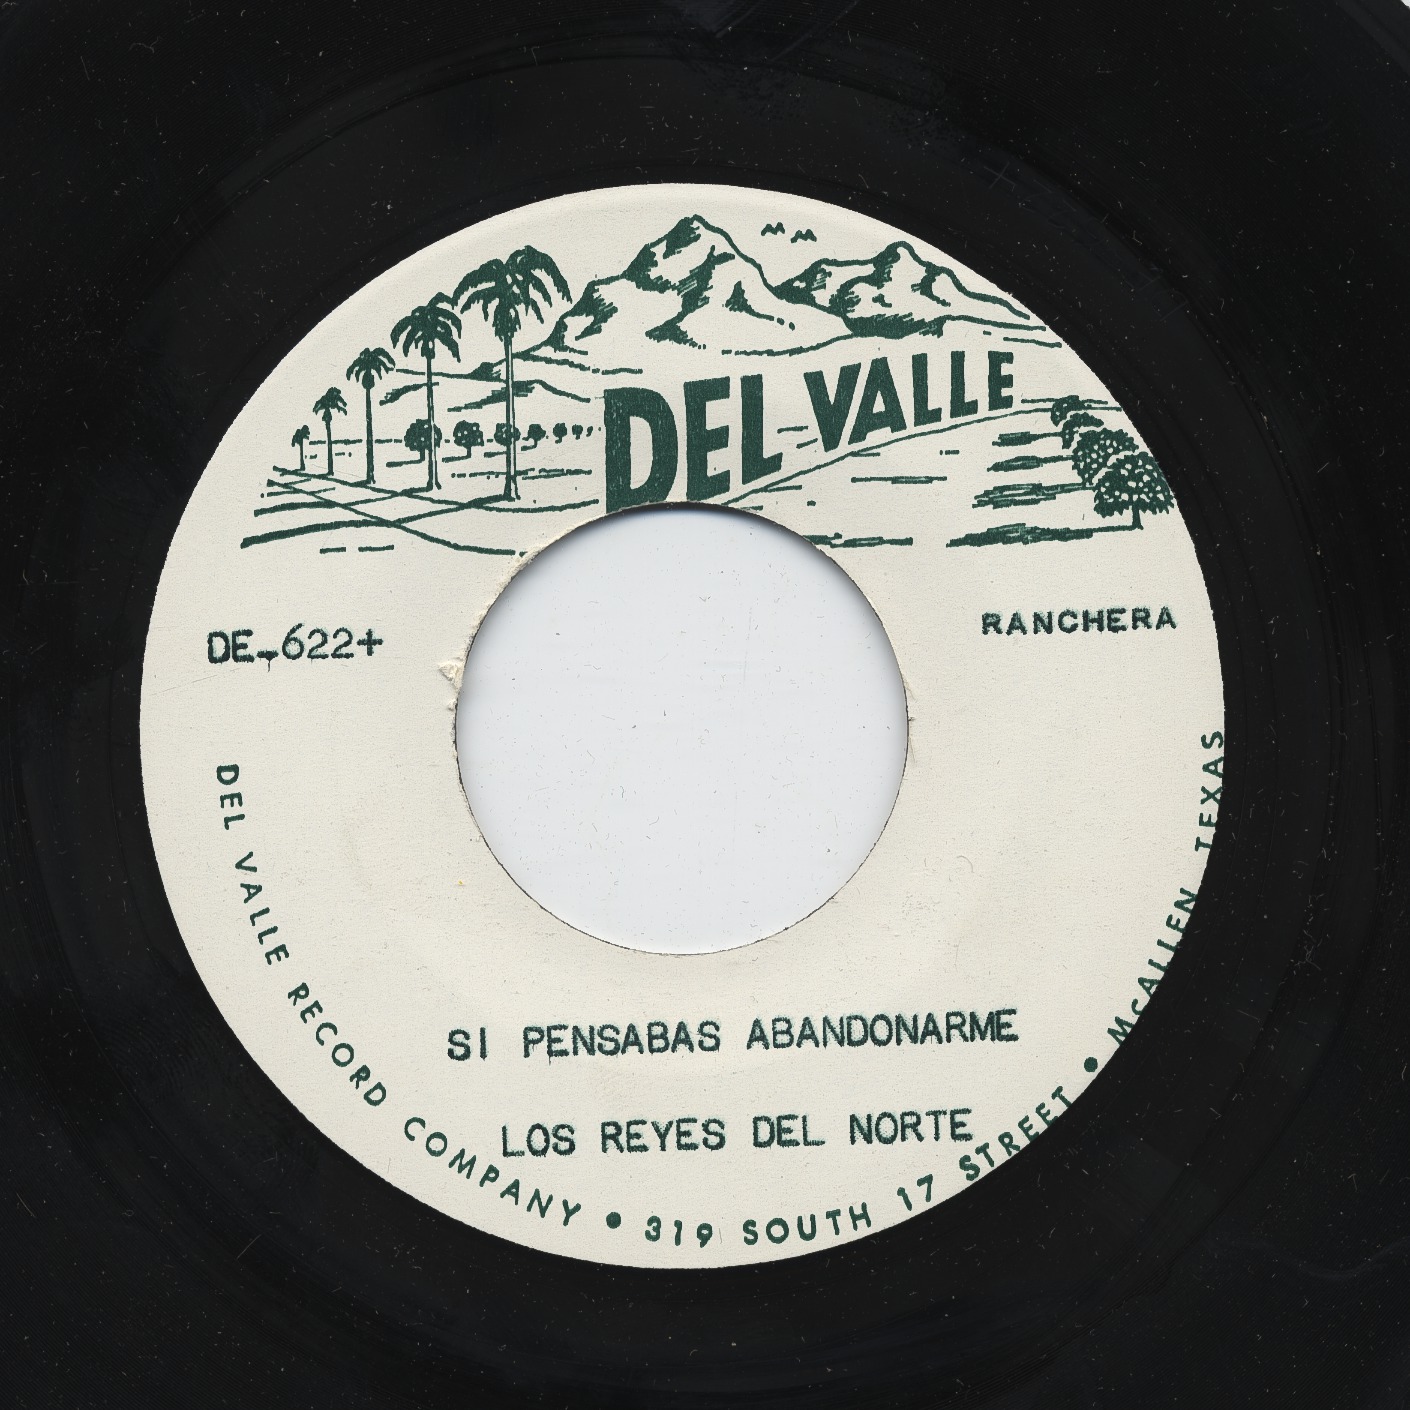 DEL VALLE
DE-622+
RANCHERA
SI PENSABAS ABANDONARME
LOS REYES DEL NORTE
DEL VALLE RECORD COMPANY • 319 SOUTH 17 STREET • McALLEN TEXAS